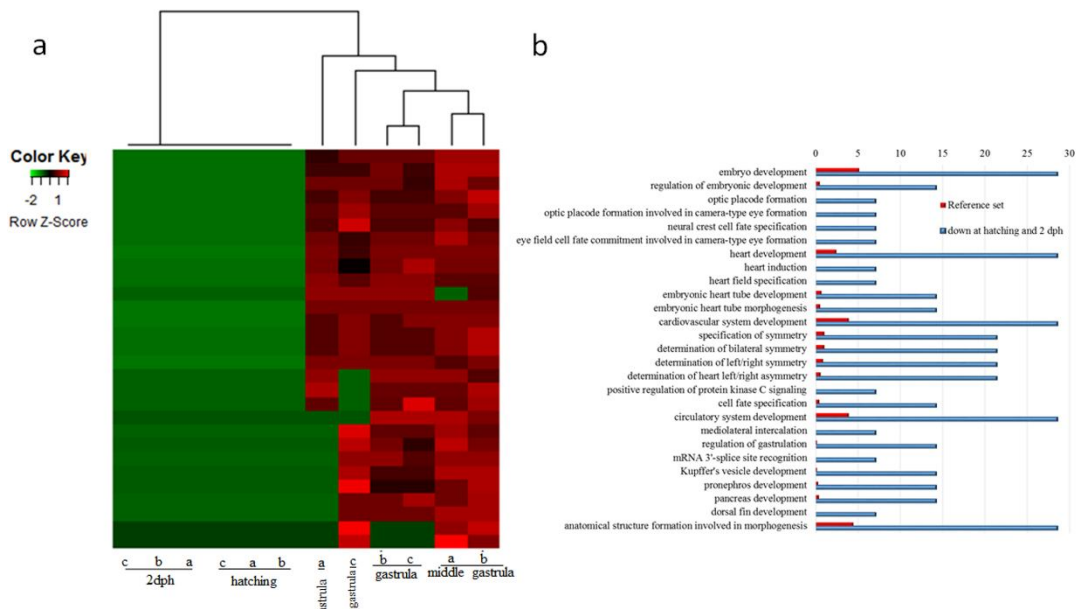 a
Color Key
-2 1
Row Z-Score
c b a c a b a c b c a b
2dph hatching gastrula middle gastrula
gastrula
b
0 5 10 15 20 25 30
embryo development
regulation of embryonic development
optic placode formation
optic placode formation involved in camera-type eye formation
neural crest cell fate specification
eye field cell fate commitment involved in camera-type eye formation
heart development
heart induction
heart field specification
embryonic heart tube development
embryonic heart tube morphogenesis
cardiovascular system development
specification of symmetry
determination of bilateral symmetry
determination of left/right symmetry
determination of heart left/right asymmetry
positive regulation of protein kinase C signaling
cell fate specification
circulatory system development
mediolateral intercalation
regulation of gastrulation
mRNA 3'-splice site recognition
Kupffer's vesicle development
pronephros development
pancreas development
dorsal fin development
anatomical structure formation involved in morphogenesis
Reference set
down at hatching and 2 dph